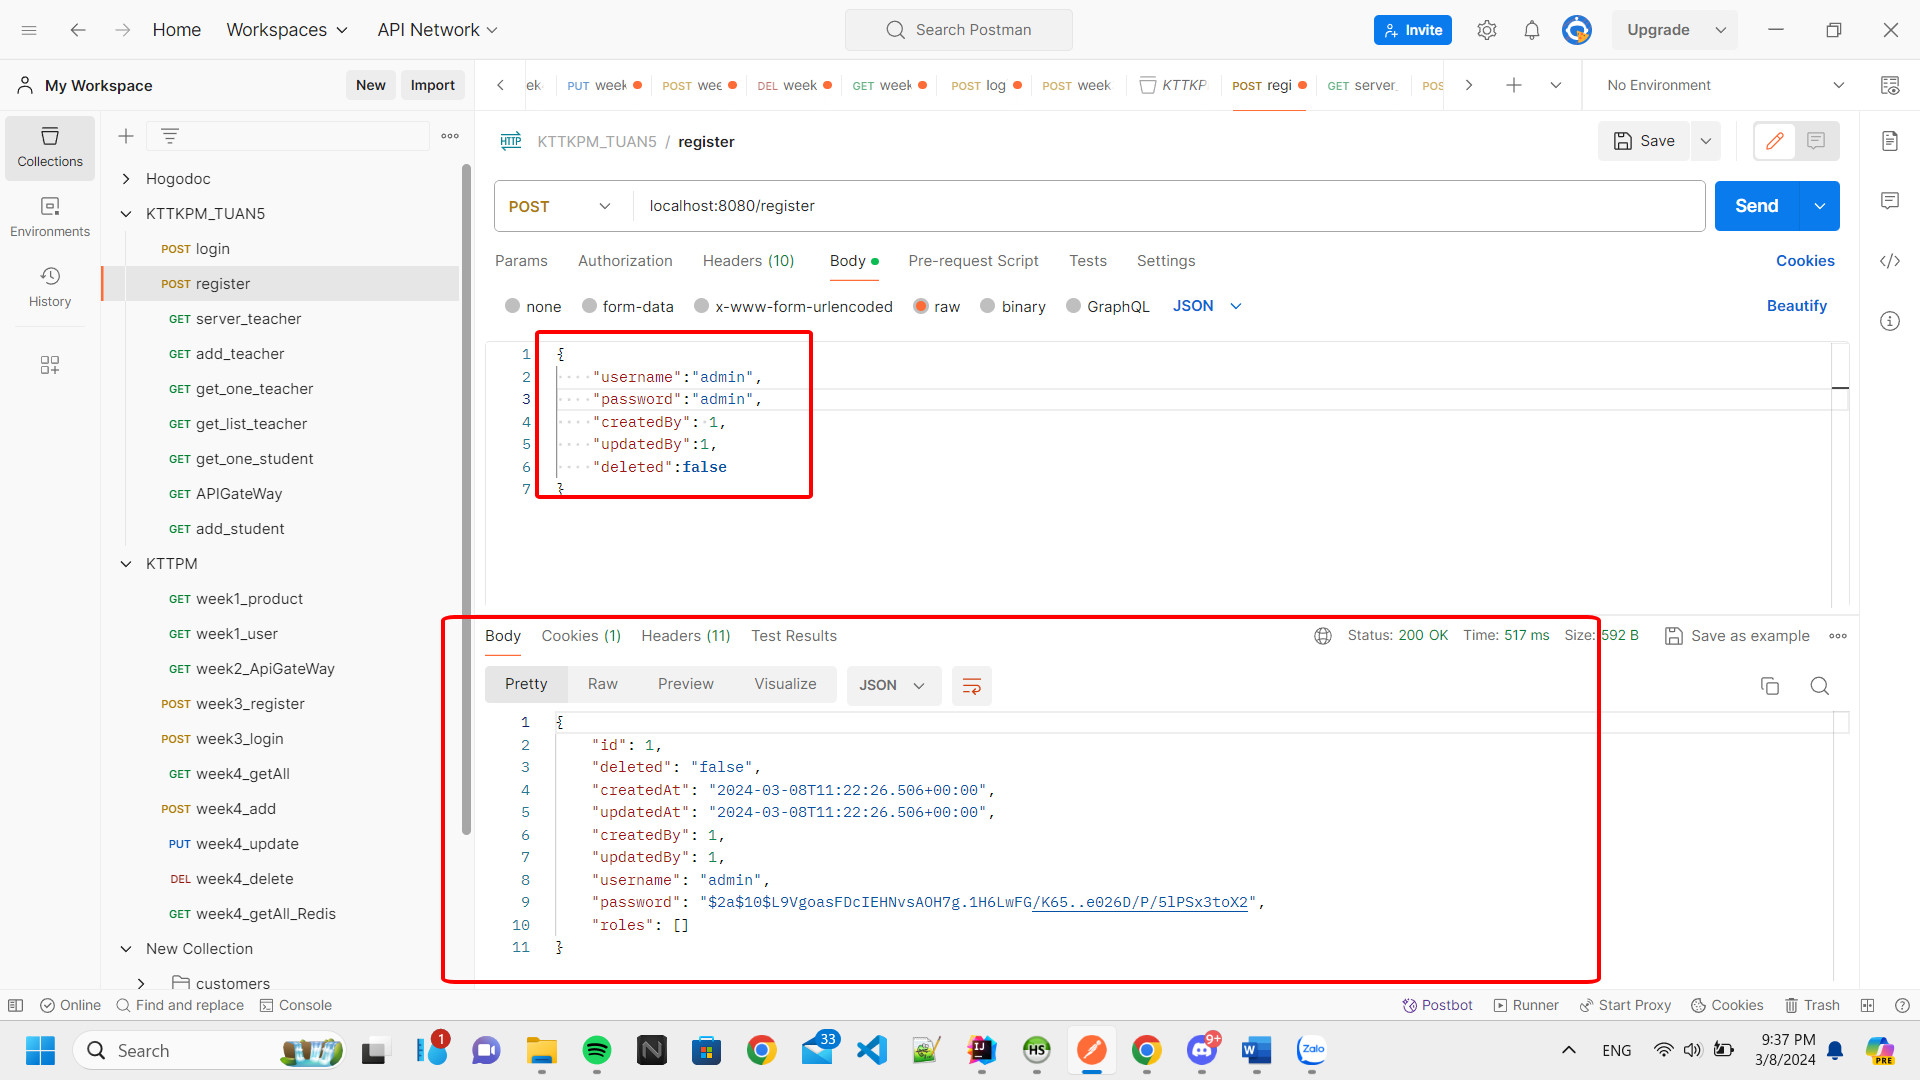 Home
Workspaces
API Network
Search Postman
Invite
Upgrade
My Workspace
New
Import
ek
PUT week
POST wee
DEL week
GET week
POST log
POST week
KTTKP
POST regi
GET server
POS
No Environment
Collections
Environments
History
Hogodoc
KTTKPM_TUAN5
POST login
POST register
GET server_teacher
GET add_teacher
GET get_one_teacher
GET get_list_teacher
GET get_one_student
GET APIGateWay
GET add_student
KTTPM
GET week1_product
GET week1_user
GET week2_ApiGateWay
POST week3_register
POST week3_login
GET week4_getAll
POST week4_add
PUT week4_update
DEL week4_delete
GET week4_getAll_Redis
New Collection
customers
HTTP KTTKPM_TUAN5 / register
Save
POST
localhost:8080/register
Send
Params
Authorization
Headers (10)
Body
Pre-request Script
Tests
Settings
Cookies
none
form-data
x-www-form-urlencoded
raw
binary
GraphQL
JSON
Beautify
1 {
2 "username":"admin",
3 "password":"admin",
4 "createdBy": 1,
5 "updatedBy":1,
6 "deleted":false
7 }
Body
Cookies (1)
Headers (11)
Test Results
Status: 200 OK
Time: 517 ms
Size: 592 B
Save as example
Pretty
Raw
Preview
Visualize
JSON
1 {
2 "id": 1,
3 "deleted": "false",
4 "createdAt": "2024-03-08T11:22:26.506+00:00",
5 "updatedAt": "2024-03-08T11:22:26.506+00:00",
6 "createdBy": 1,
7 "updatedBy": 1,
8 "username": "admin",
9 "password": "$2a$10$L9VgoasFDcIEHNvsAOH7g.1H6LwFG/K65..e026D/P/5lPSx3toX2",
10 "roles": []
11 }
Online
Find and replace
Console
Postbot
Runner
Start Proxy
Cookies
Trash
Search
1
33
HS
9+
Zalo
ENG
9:37 PM
3/8/2024
PRE